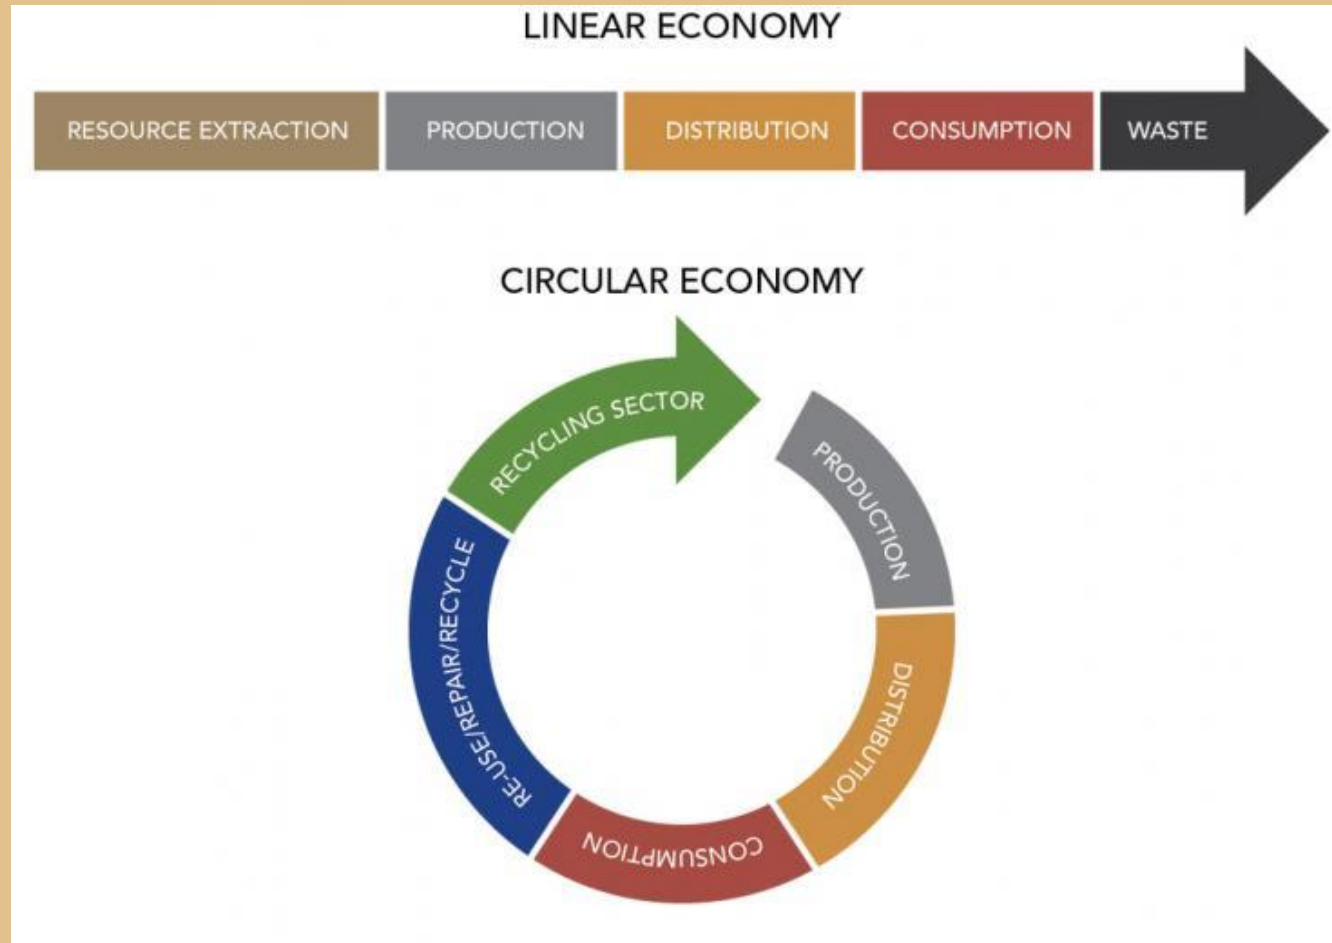 LINEAR ECONOMY
RESOURCE EXTRACTION
PRODUCTION
DISTRIBUTION
CONSUMPTION
WASTE
CIRCULAR ECONOMY
RECYCLING SECTOR
PRODUCTION
DISTRIBUTION
CONSUMPTION
RE-USE/REPAIR/RECYCLE